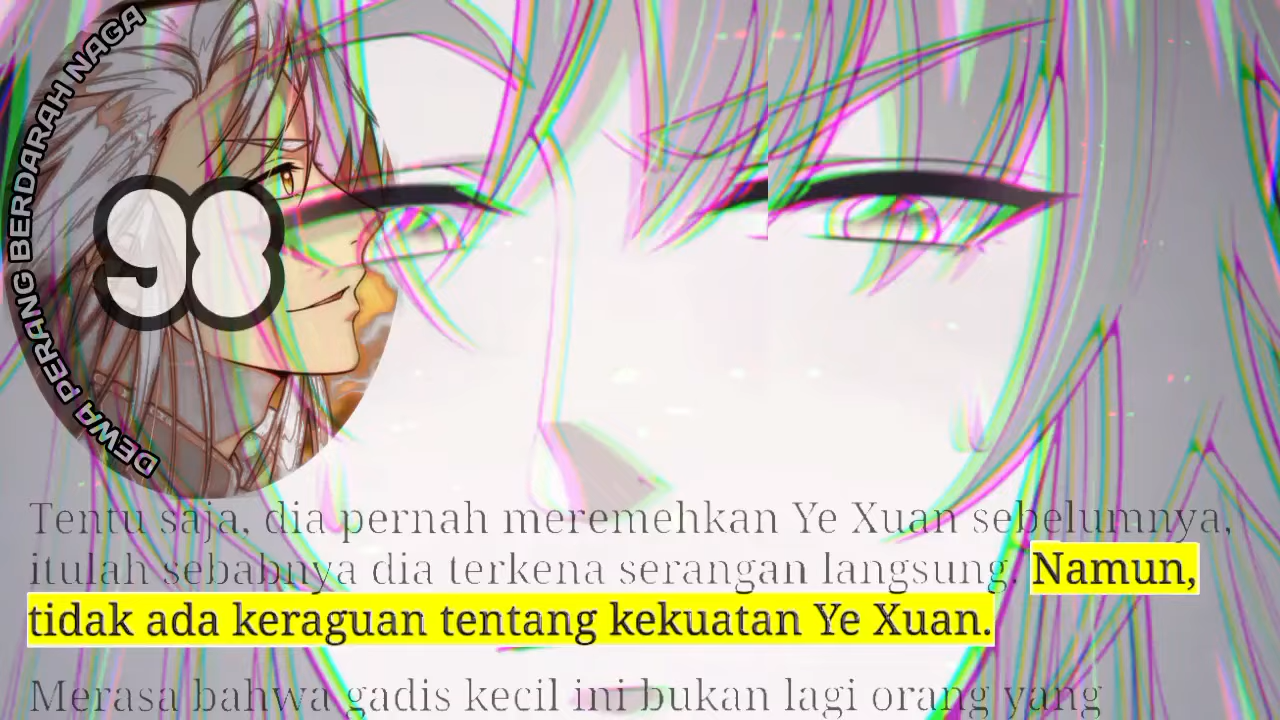 DEWA PERANG BERDARAH NAGA
98
Tentu saja, dia pernah meremehkan Ye Xuan sebelumnya,
itulah sebabnya dia terkena serangan langsung. Namun,
tidak ada keraguan tentang kekuatan Ye Xuan.
Merasa bahwa gadis kecil ini bukan lagi orang yang